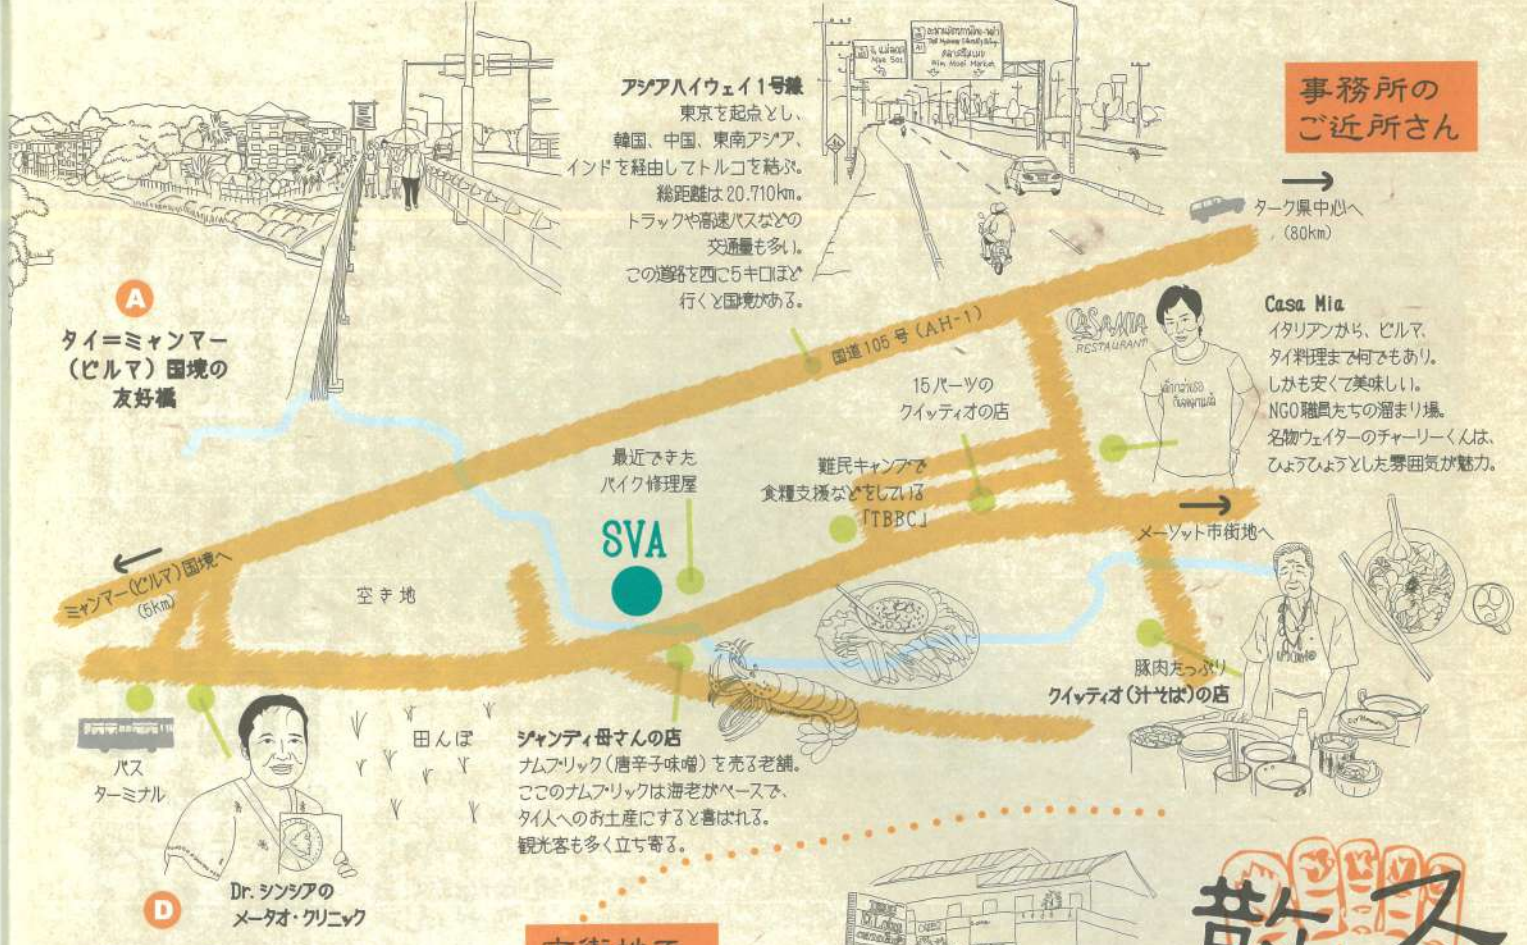 事務所の
ご近所さん
アジアハイウェイ1号線
東京を起点とし、
韓国、中国、東南アジア、
インドを経由してトルコを結ぶ。
総距離は20.710km。
トラックや高速バスなどの
交通量も多い。
この道路を西に5キロほど
行くと国境がある。
Mae Sot
Rim Moei Market
ターク県中心へ
(80km)
A
タイ=ミャンマー
(ビルマ)国境の
友好橋
国道105号(AH-1)
CASA MIA
RESTAURANT
Casa Mia
イタリアンから、ビルマ、
タイ料理まで何でもあり。
しかも安くて美味しい。
NGO職員たちの溜まり場。
名物ウェイターのチャーリーくんは、
ひょうひょうとした雰囲気が魅力。
15バーツの
クイッティオの店
最近できた
バイク修理屋
難民キャンプで
食糧支援などをしている
「TBBC」
SVA
メーソット市街地へ
ミャンマー(ビルマ)国境へ
(5km)
空き地
豚肉たっぷり
クイッティオ(汁そば)の店
バス
ターミナル
田んぼ
ジャンディ母さんの店
ナムプリック(唐辛子味噌)を売る老舗。
ここのナムプリックは海老がベースで、
タイ人へのお土産にすると喜ばれる。
観光客も多く立ち寄る。
D
Dr.シンシアの
メータオ・クリニック